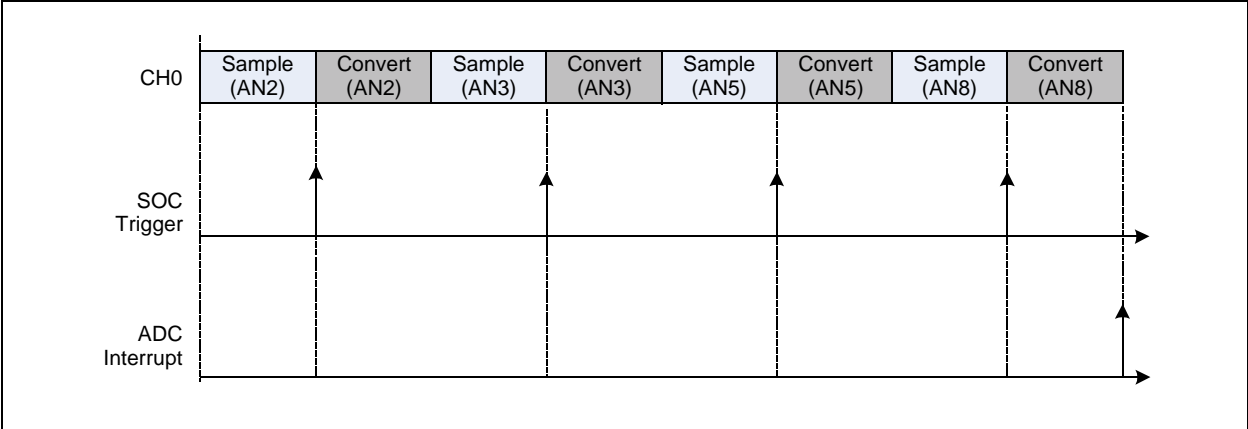 CH0
Sample
(AN2)
Convert
(AN2)
Sample
(AN3)
Convert
(AN3)
Sample
(AN5)
Convert
(AN5)
Sample
(AN8)
Convert
(AN8)
SOC
Trigger
ADC
Interrupt